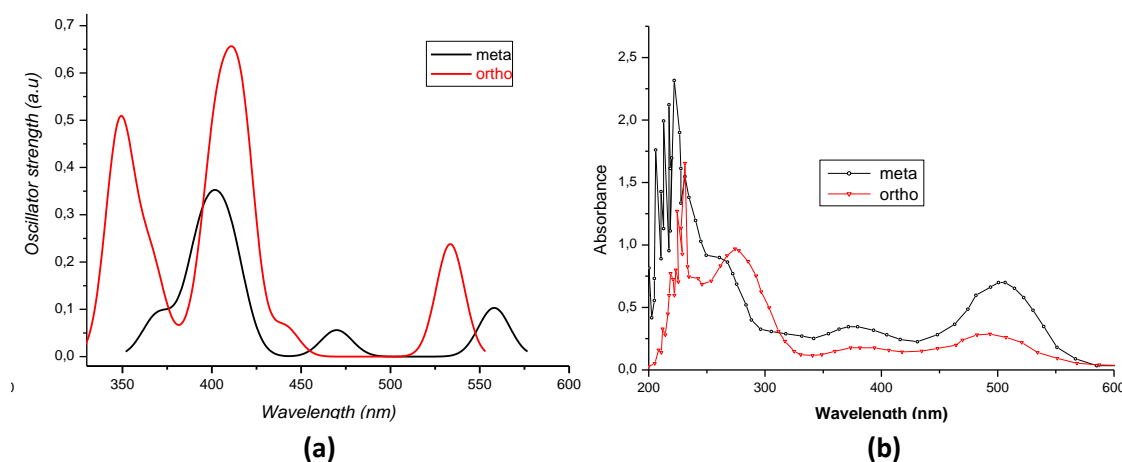 0,7
0,6
0,5
0,4
0,3
0,2
0,1
0,0
Oscillator strength (a.u)
meta
ortho
350 400 450 500 550 600
Wavelength (nm)
(a)
2,5
2,0
1,5
1,0
0,5
0,0
Absorbance
meta
ortho
200 300 400 500 600
Wavelength (nm)
(b)